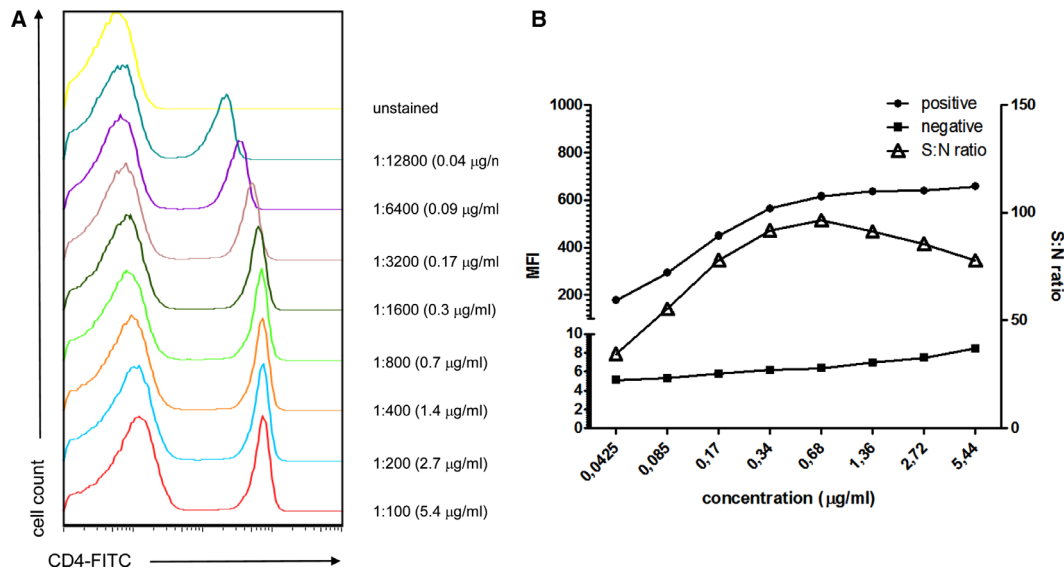 A
cell count
unstained
1:12800 (0.04 µg/n
1:6400 (0.09 µg/ml
1:3200 (0.17 µg/ml
1:1600 (0.3 µg/ml)
1:800 (0.7 µg/ml)
1:400 (1.4 µg/ml)
1:200 (2.7 µg/ml)
1:100 (5.4 µg/ml)
CD4-FITC
B
positive
negative
S:N ratio
MFI
1000
800
600
400
200
10
8
6
4
2
0
150
100
50
0
S:N ratio
0,0425
0,085
0,17
0,34
0,68
1,36
2,72
5,44
concentration (µg/ml)